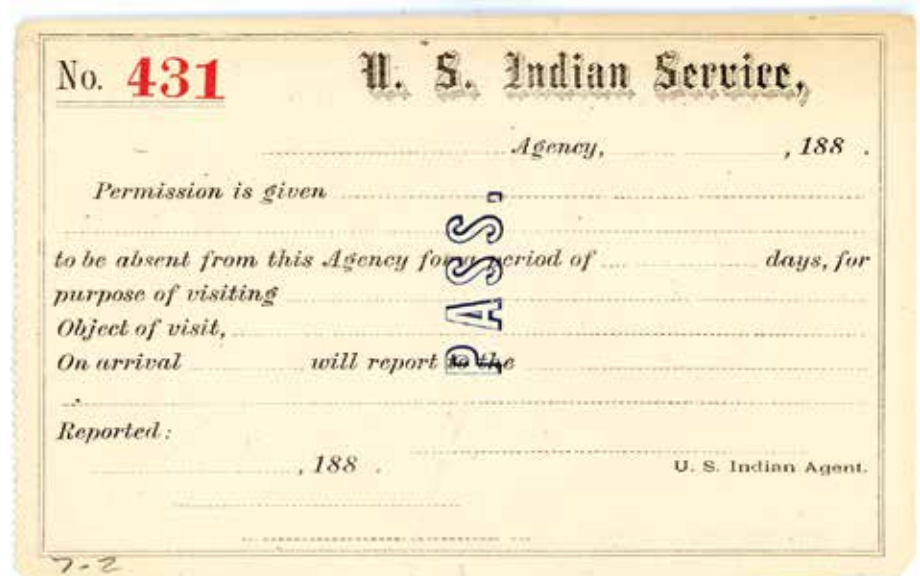 No. 431 U. S. Indian Service,
Agency, , 188 .
Permission is given
to be absent from this Agency for a period of days, for
purpose of visiting
Object of visit,
On arrival will report to the
Reported:
, 188 .
U. S. Indian Agent.
PASS.
7-2